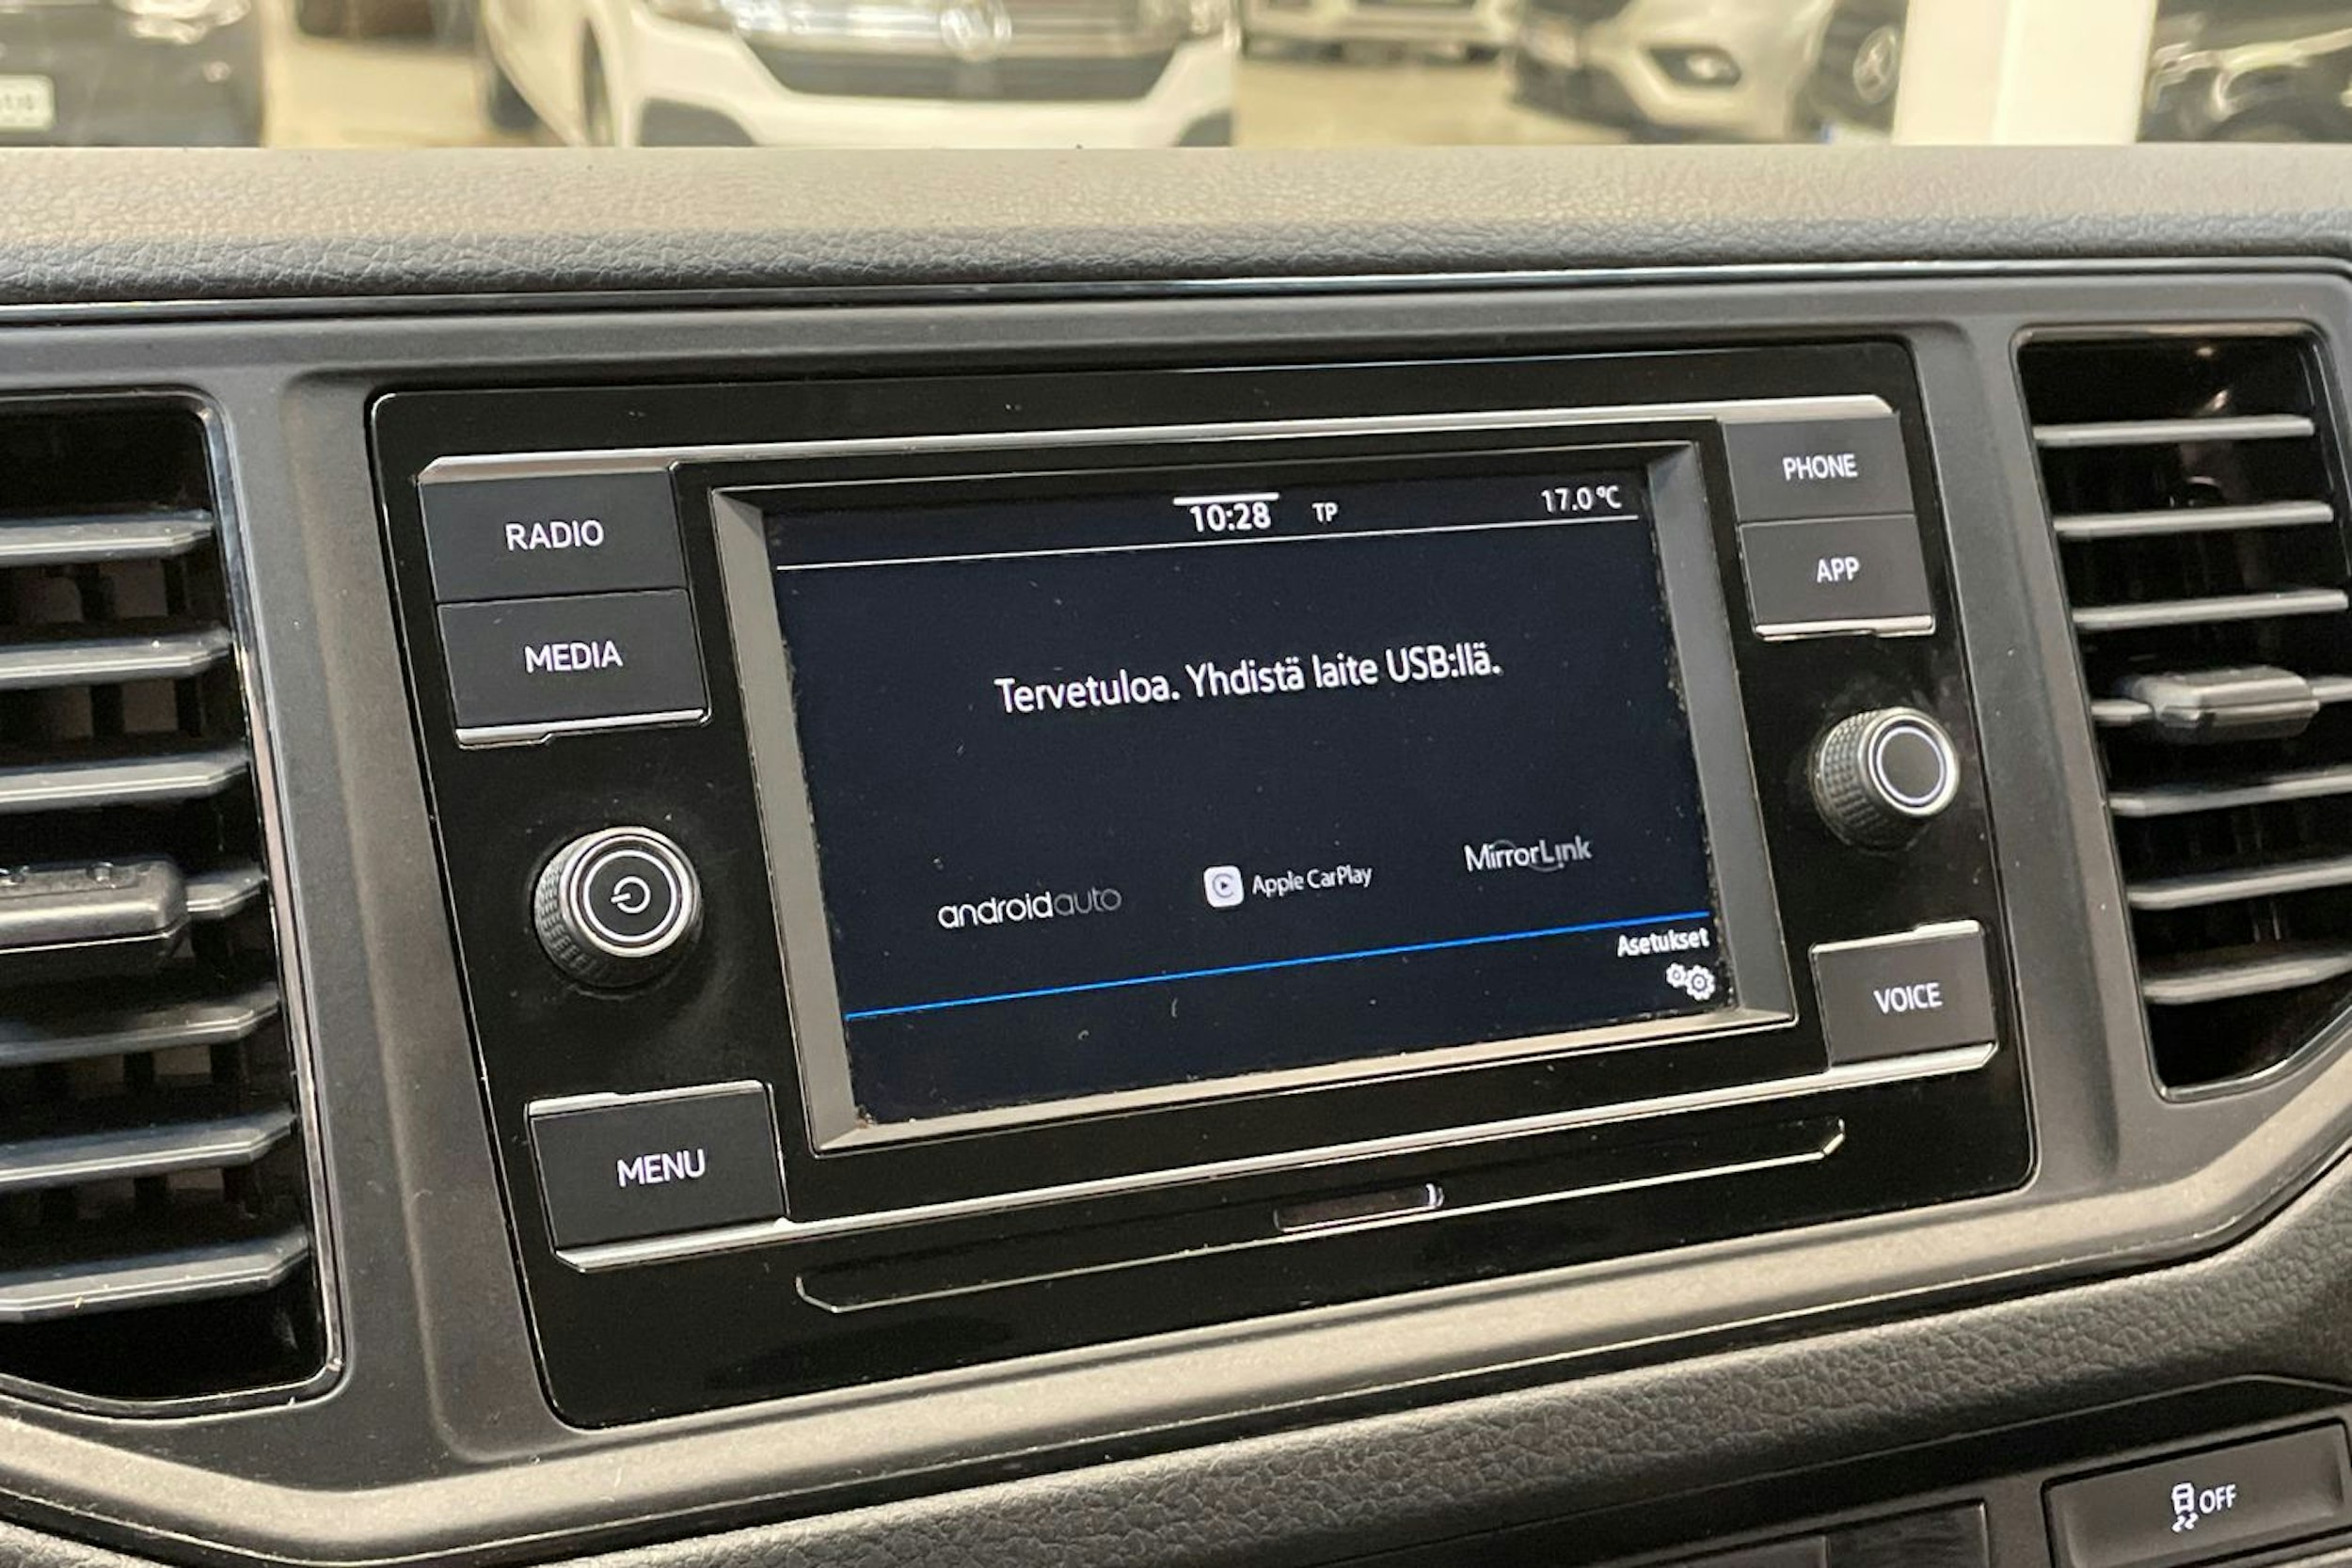 RADIO
MEDIA
MENU
10:28 TP 17.0 °C
Tervetuloa. Yhdistä laite USB:llä.
androidauto
Apple CarPlay
MirrorLink
Asetukset
PHONE
APP
VOICE
OFF